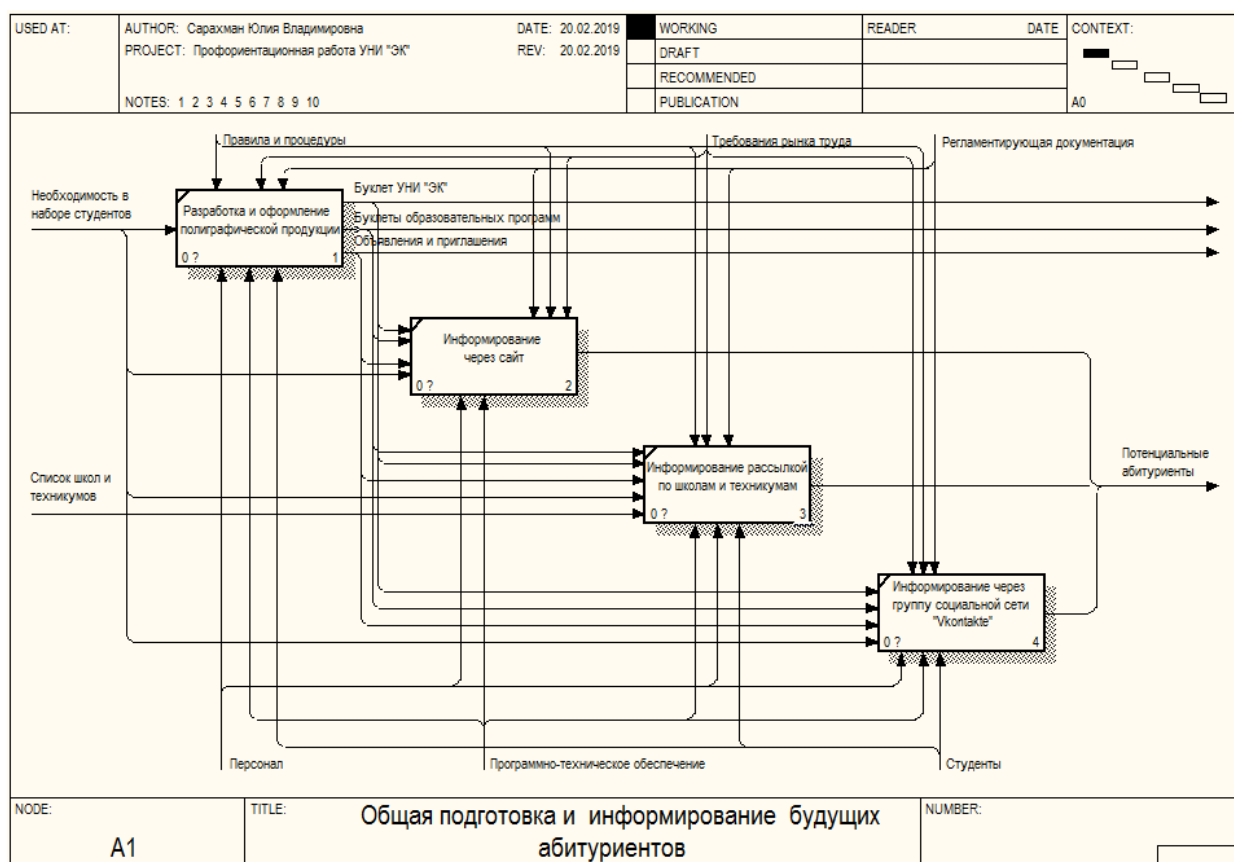 USED AT:
AUTHOR: Сарахман Юлия Владимировна
DATE: 20.02.2019
PROJECT: Профориентационная работа УНИ "ЭК"
REV: 20.02.2019
NOTES: 1 2 3 4 5 6 7 8 9 10
WORKING
DRAFT
RECOMMENDED
PUBLICATION
READER
DATE
CONTEXT:
A0
Правила и процедуры
Требования рынка труда
Регламентирующая документация
Необходимость в
наборе студентов
Разработка и оформление
полиграфической продукции
0 ?
1
Буклет УНИ "ЭК"
Буклеты образовательных программ
Объявления и приглашения
Информирование
через сайт
0 ?
2
Список школ и
техникумов
Информирование рассылкой
по школам и техникумам
0 ?
3
Потенциальные
абитуриенты
Информирование через
группу социальной сети
"Vkontakte"
0 ?
4
Персонал
Программно-техническое обеспечение
Студенты
NODE:
A1
TITLE:
Общая подготовка и информирование будущих
абитуриентов
NUMBER: